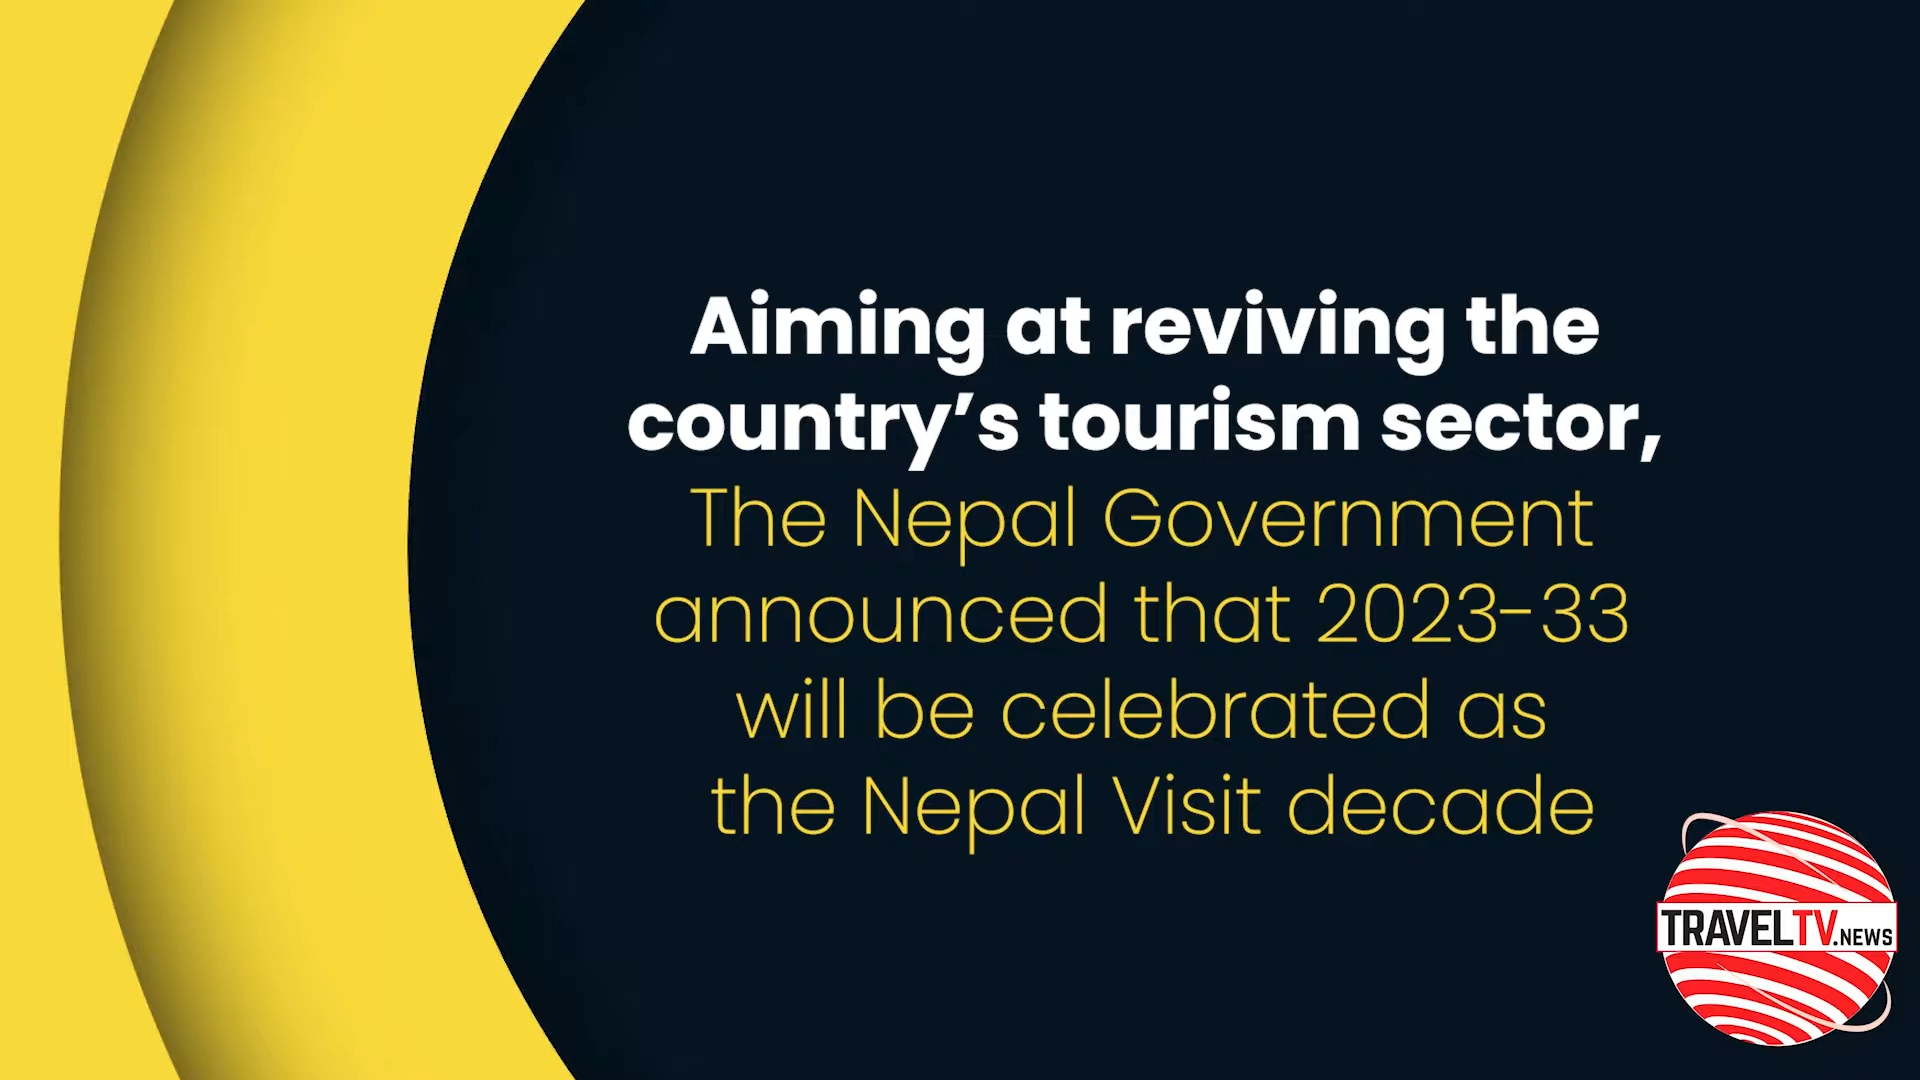 Aiming at reviving the
country’s tourism sector,
The Nepal Government
announced that 2023-33
will be celebrated as
the Nepal Visit decade
TRAVELTV.NEWS